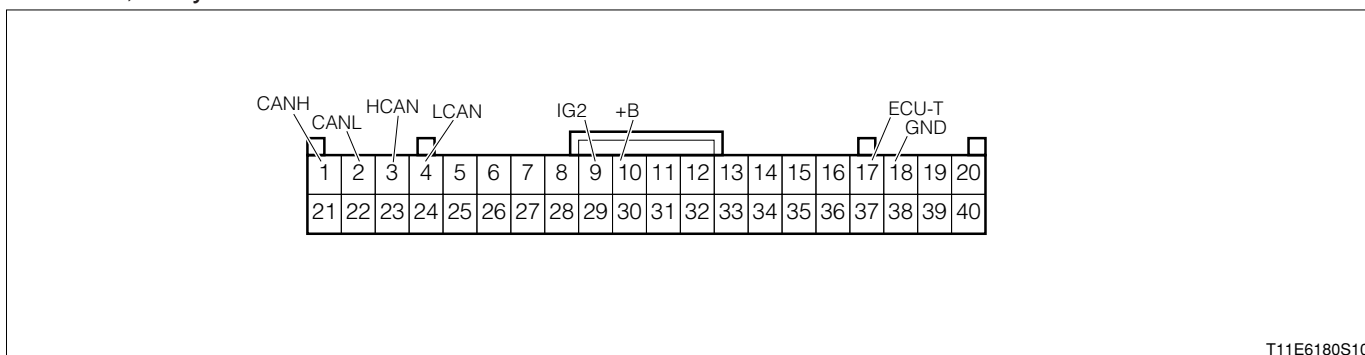 CANH
CANL
HCAN
LCAN
IG2
+B
ECU-T
GND
1 2 3 4 5 6 7 8 9 10 11 12 13 14 15 16 17 18 19 20
21 22 23 24 25 26 27 28 29 30 31 32 33 34 35 36 37 38 39 40
T11E6180S10